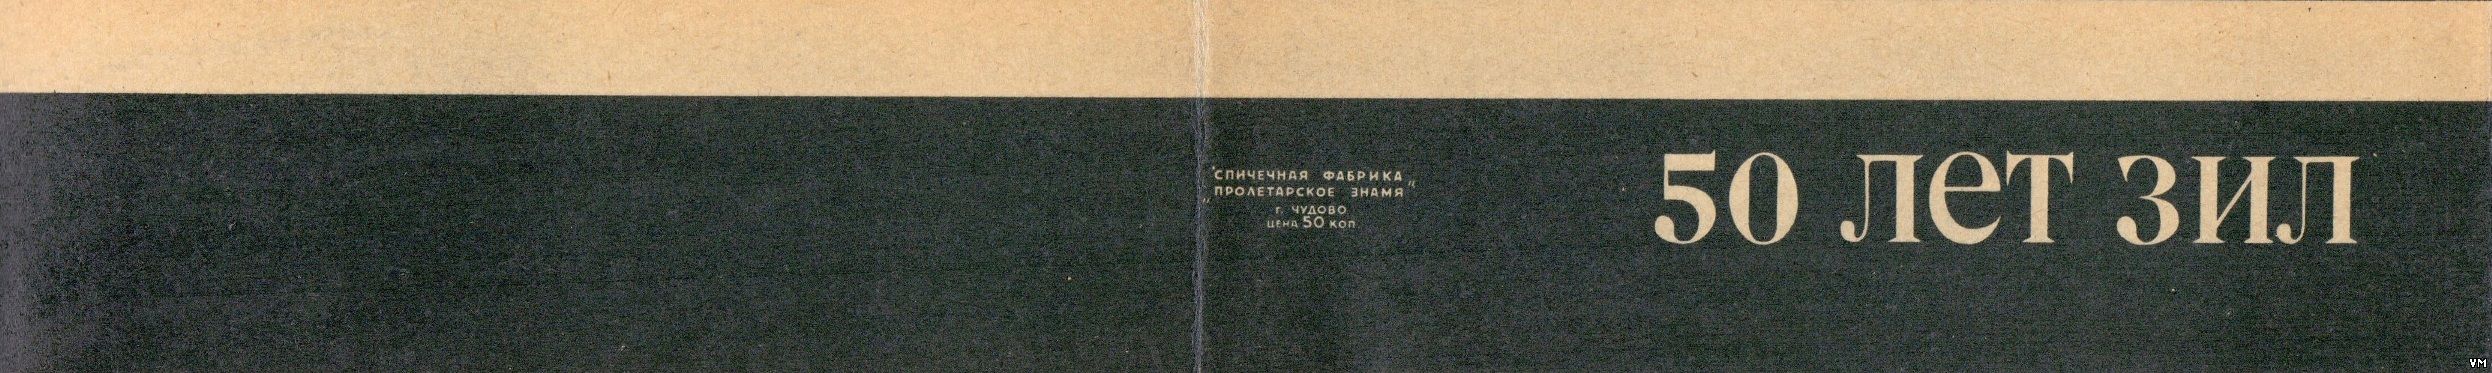 СПИЧЕЧНАЯ ФАБРИКА
"ПРОЛЕТАРСКОЕ ЗНАМЯ"
г. ЧУДОВО
ЦЕНА 50 КОП
50 лет зил
VM